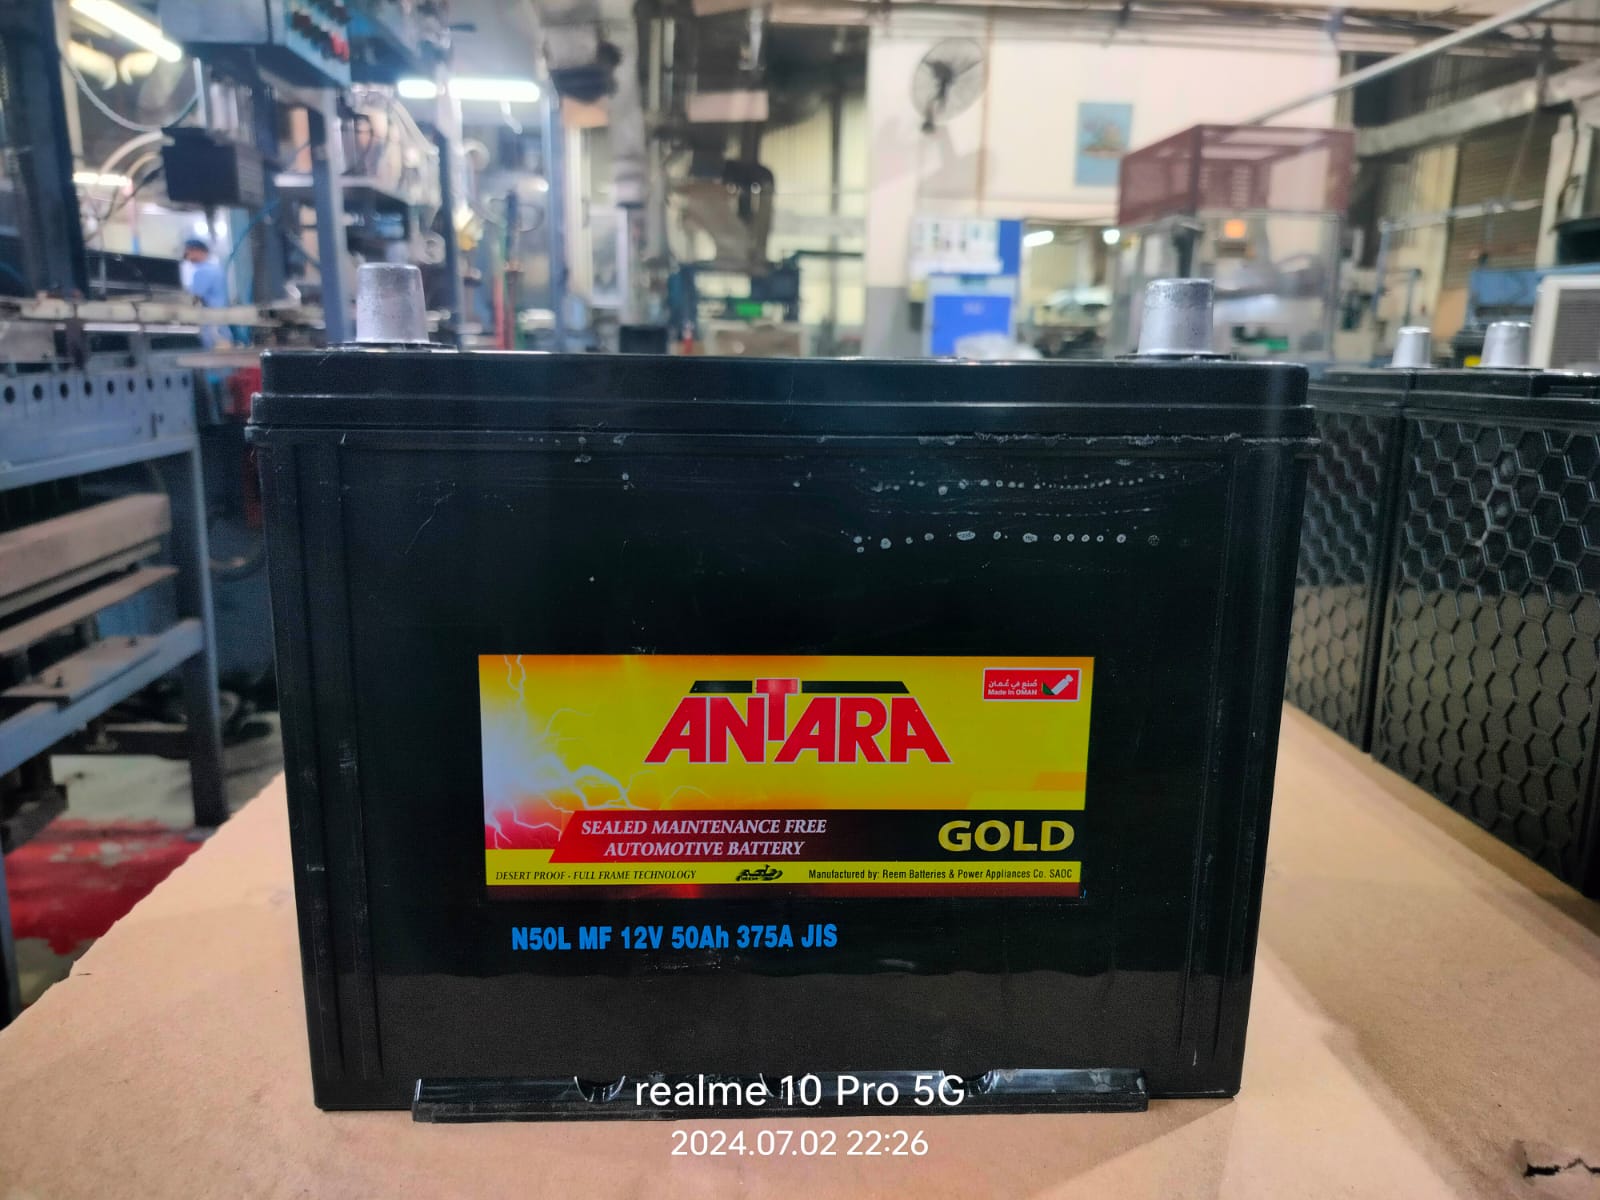 ANTARA
صُنع في عُمان
Made in OMAN
SEALED MAINTENANCE FREE
AUTOMOTIVE BATTERY
GOLD
DESERT PROOF - FULL FRAME TECHNOLOGY
Manufactured by: Reem Batteries & Power Appliances Co. SAOC
N50L MF 12V 50Ah 375A JIS
realme 10 Pro 5G
2024.07.02 22:26